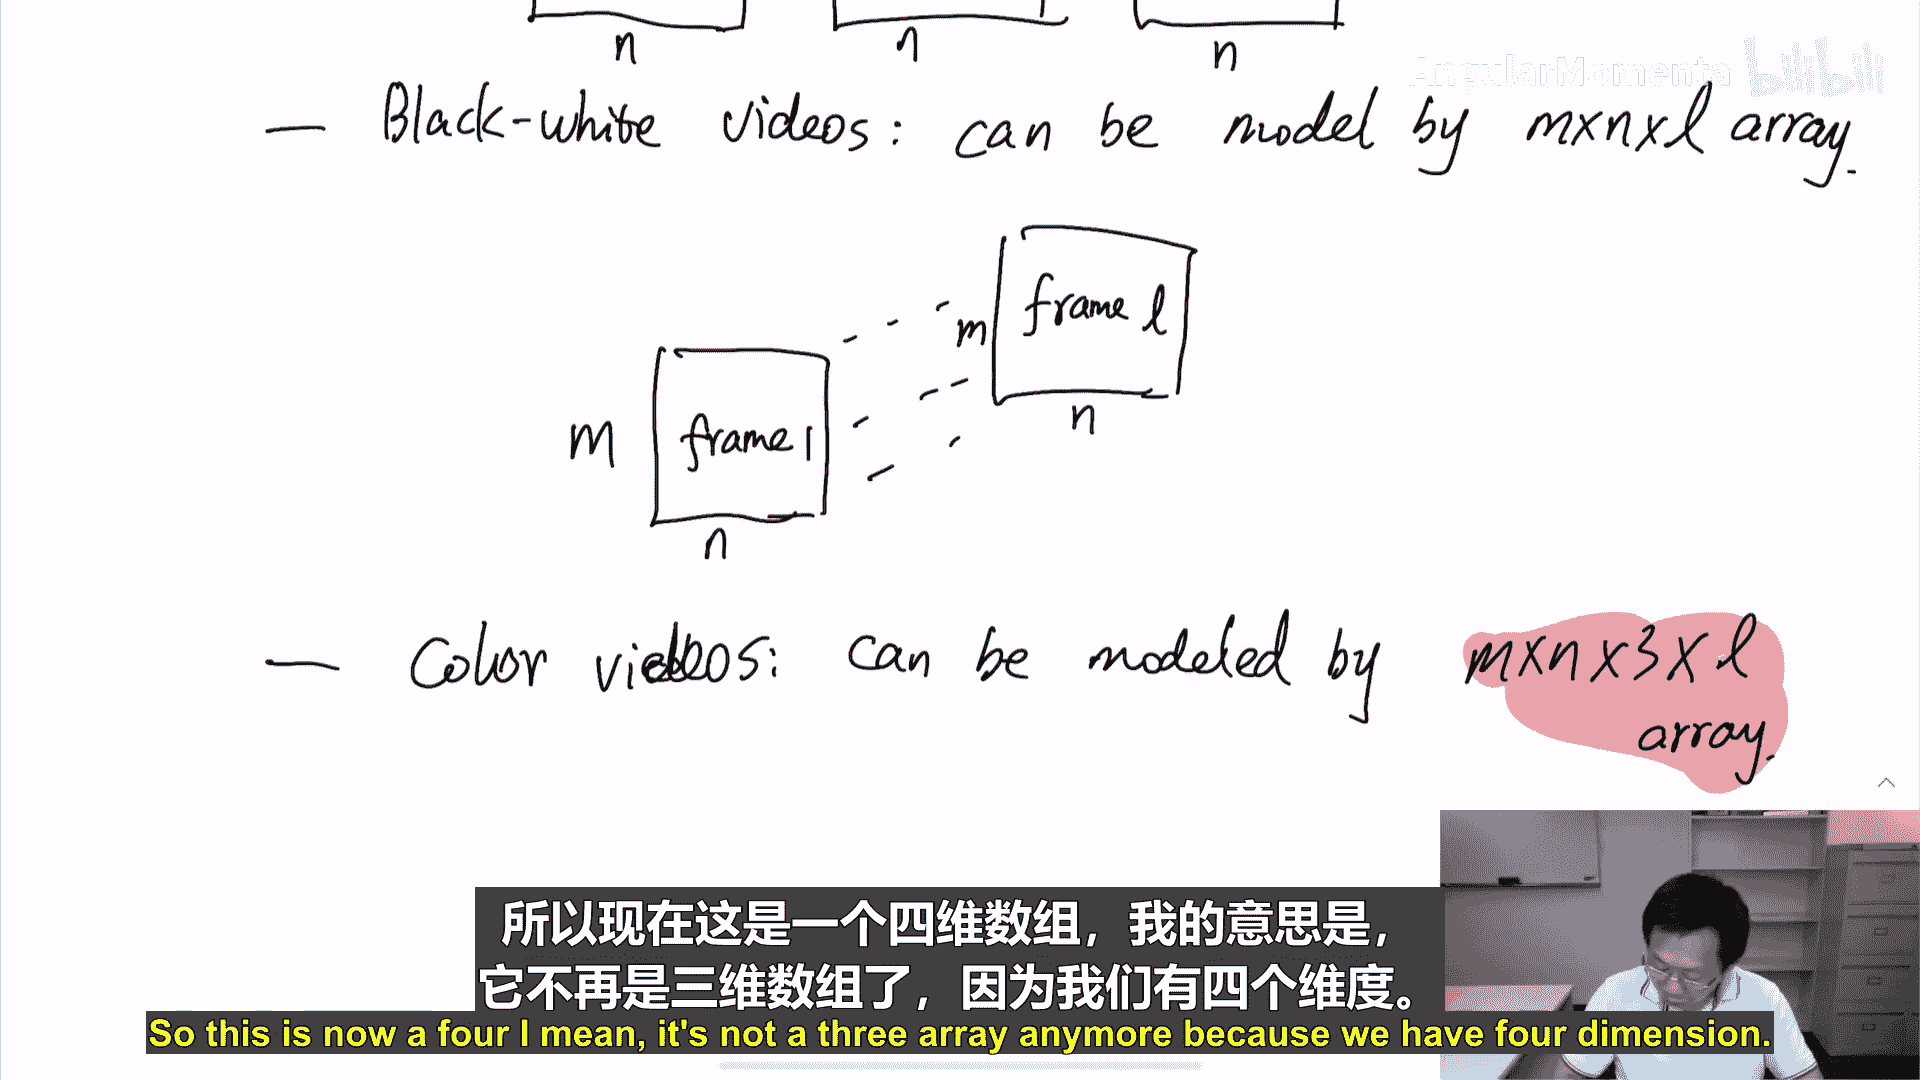 n n n
AngularMomenta bilibili
— Black-white videos: can be model by m×n×l array.
frame l
m
n
m
frame 1
n
— Color videos: can be modeled by m×n×3×l
array.
所以现在这是一个四维数组，我的意思是，
它不再是三维数组了，因为我们有四个维度。
So this is now a four I mean, it's not a three array anymore because we have four dimension.